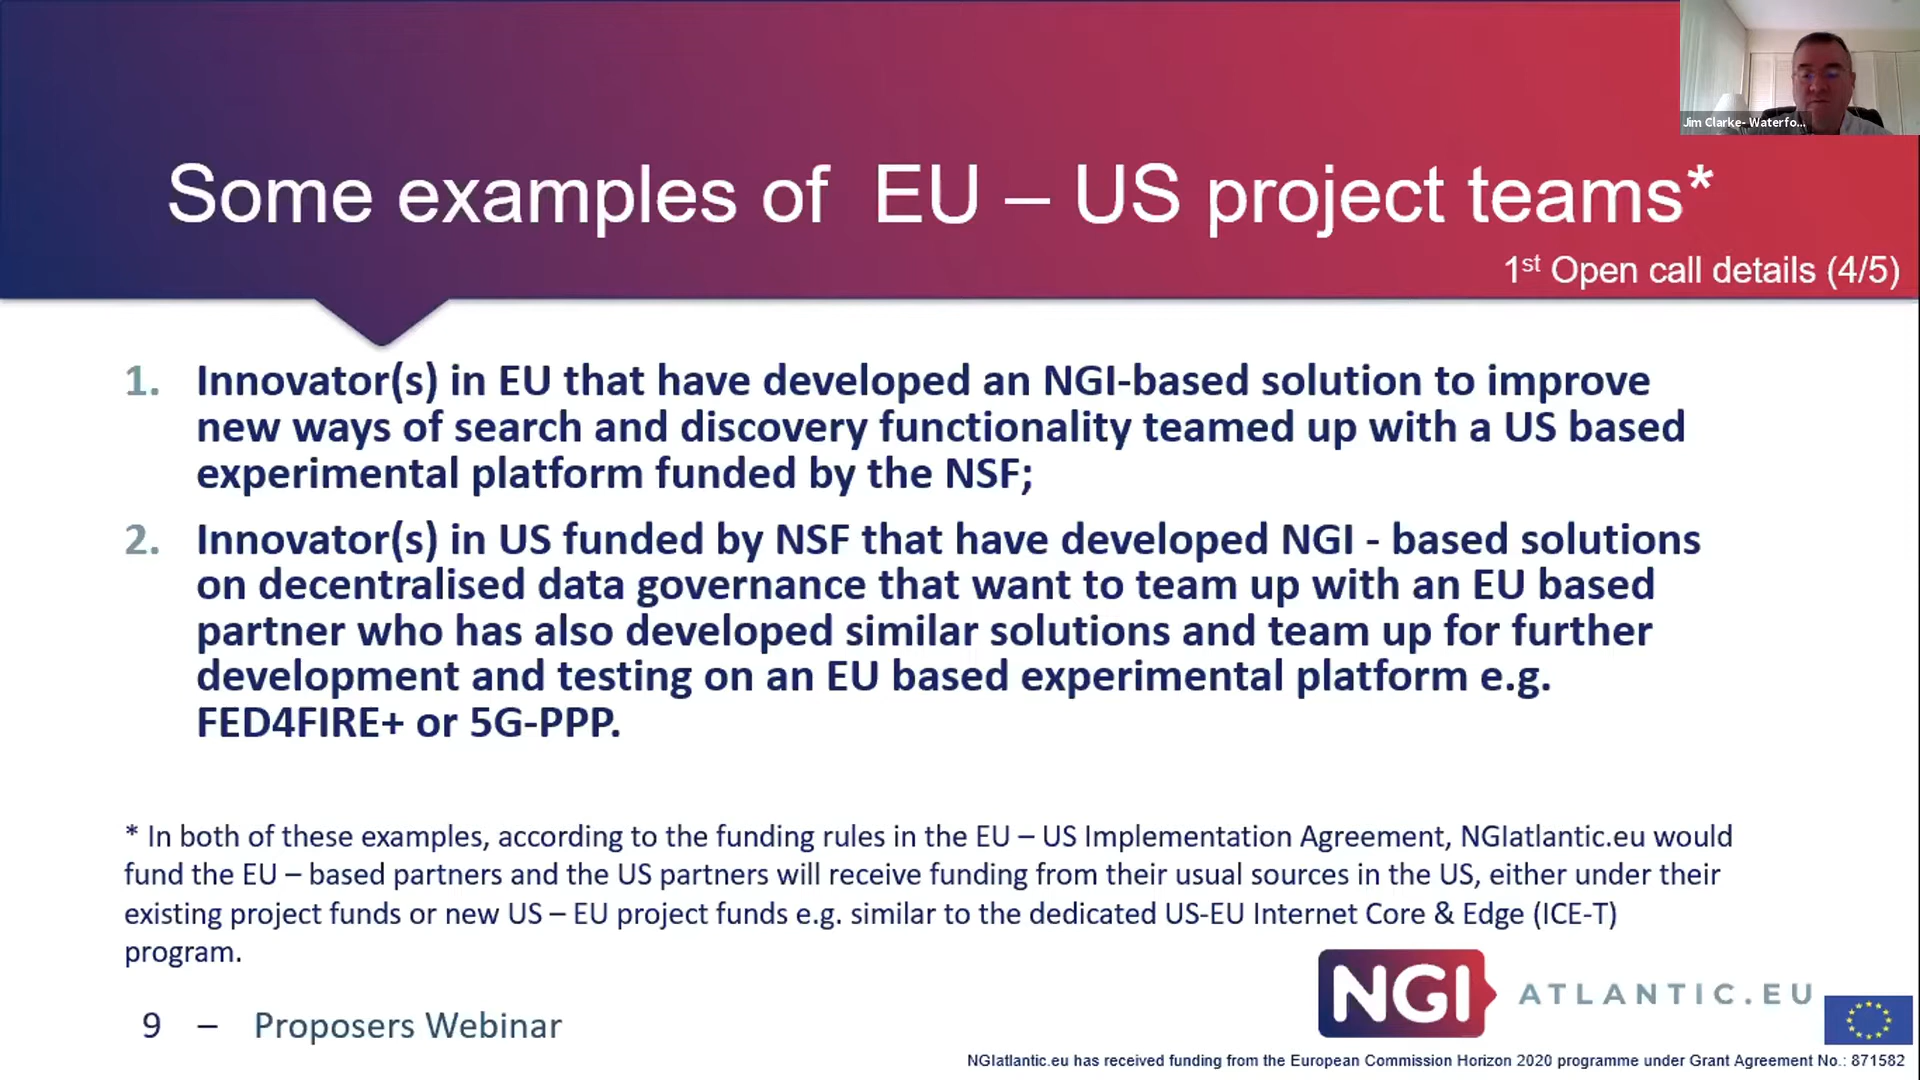 Jim Clarke- Waterfo...
Some examples of EU – US project teams*
1st Open call details (4/5)
1. Innovator(s) in EU that have developed an NGI-based solution to improve
new ways of search and discovery functionality teamed up with a US based
experimental platform funded by the NSF;
2. Innovator(s) in US funded by NSF that have developed NGI - based solutions
on decentralised data governance that want to team up with an EU based
partner who has also developed similar solutions and team up for further
development and testing on an EU based experimental platform e.g.
FED4FIRE+ or 5G-PPP.
* In both of these examples, according to the funding rules in the EU – US Implementation Agreement, NGIatlantic.eu would
fund the EU – based partners and the US partners will receive funding from their usual sources in the US, either under their
existing project funds or new US – EU project funds e.g. similar to the dedicated US-EU Internet Core & Edge (ICE-T)
program.
NGI ATLANTIC.EU
9 – Proposers Webinar
NGIatlantic.eu has received funding from the European Commission Horizon 2020 programme under Grant Agreement No.: 871582